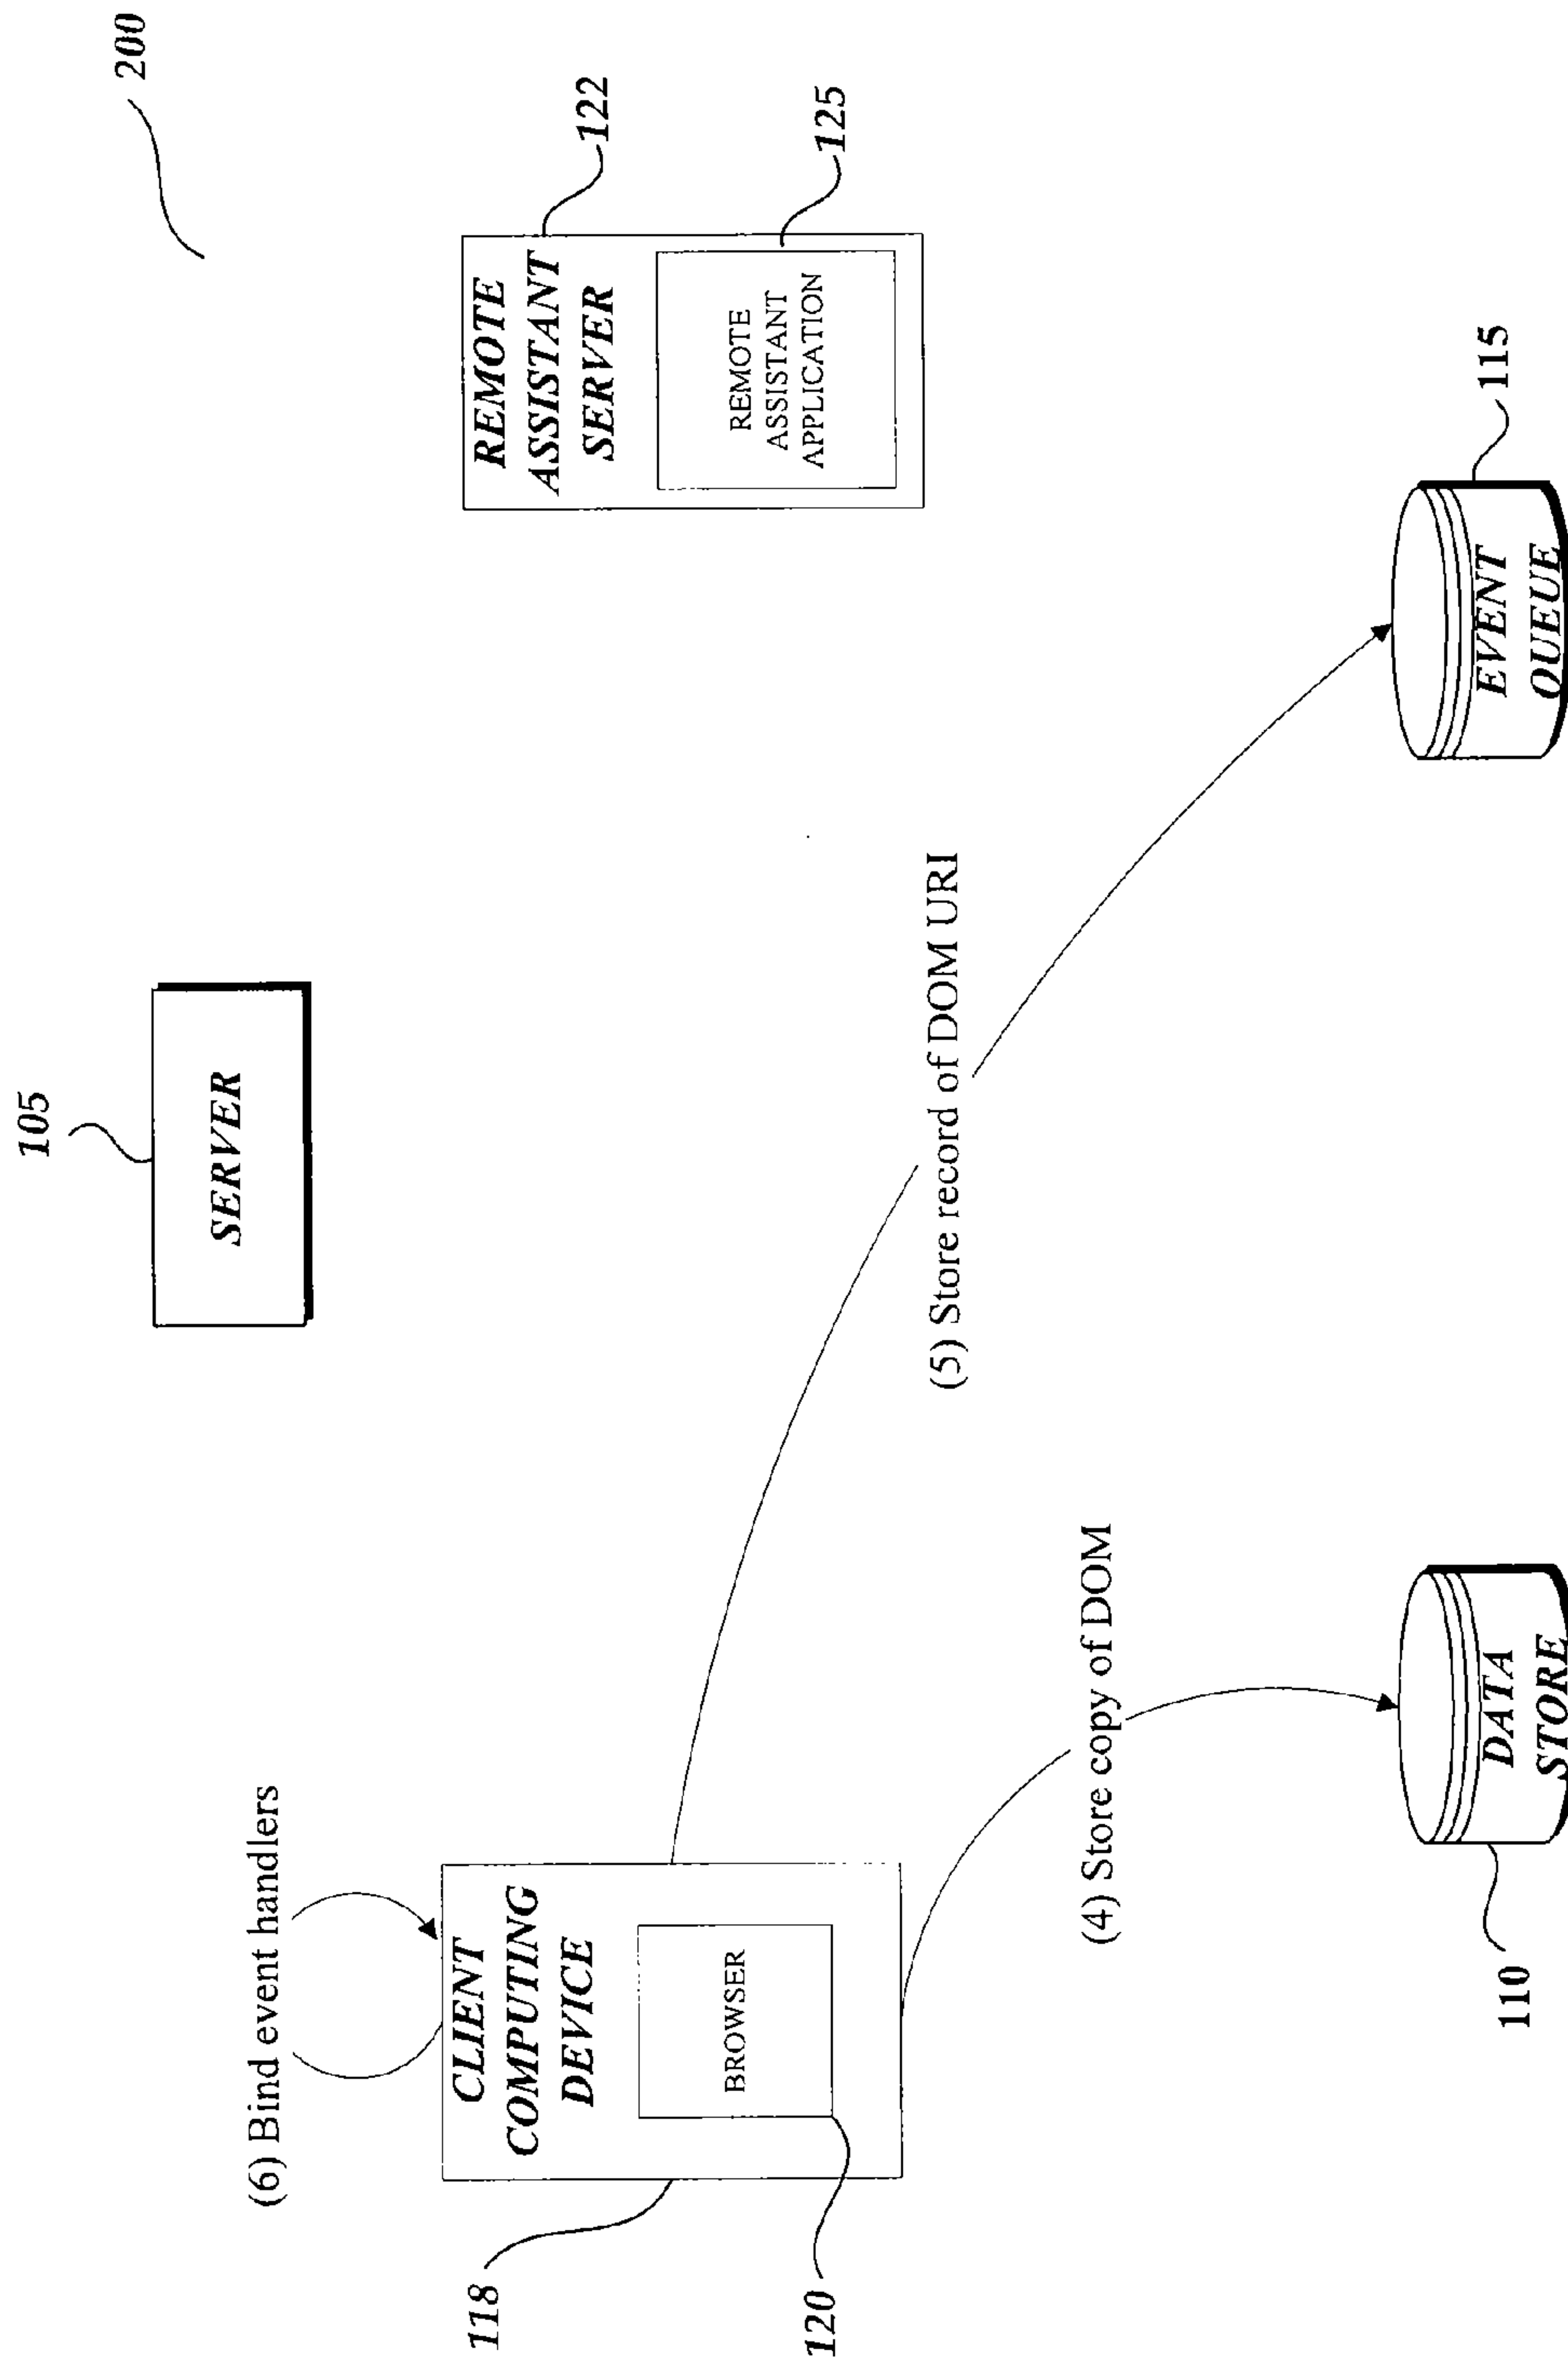 200
105
SERVER
122
REMOTE
ASSISTANT
SERVER
125
REMOTE
ASSISTANT
APPLICATION
(6) Bind event handlers
118
CLIENT
COMPUTING
DEVICE
120
BROWSER
(5) Store record of DOM URI
(4) Store copy of DOM
110
DATA
STORE
115
EVENT
QUEUE